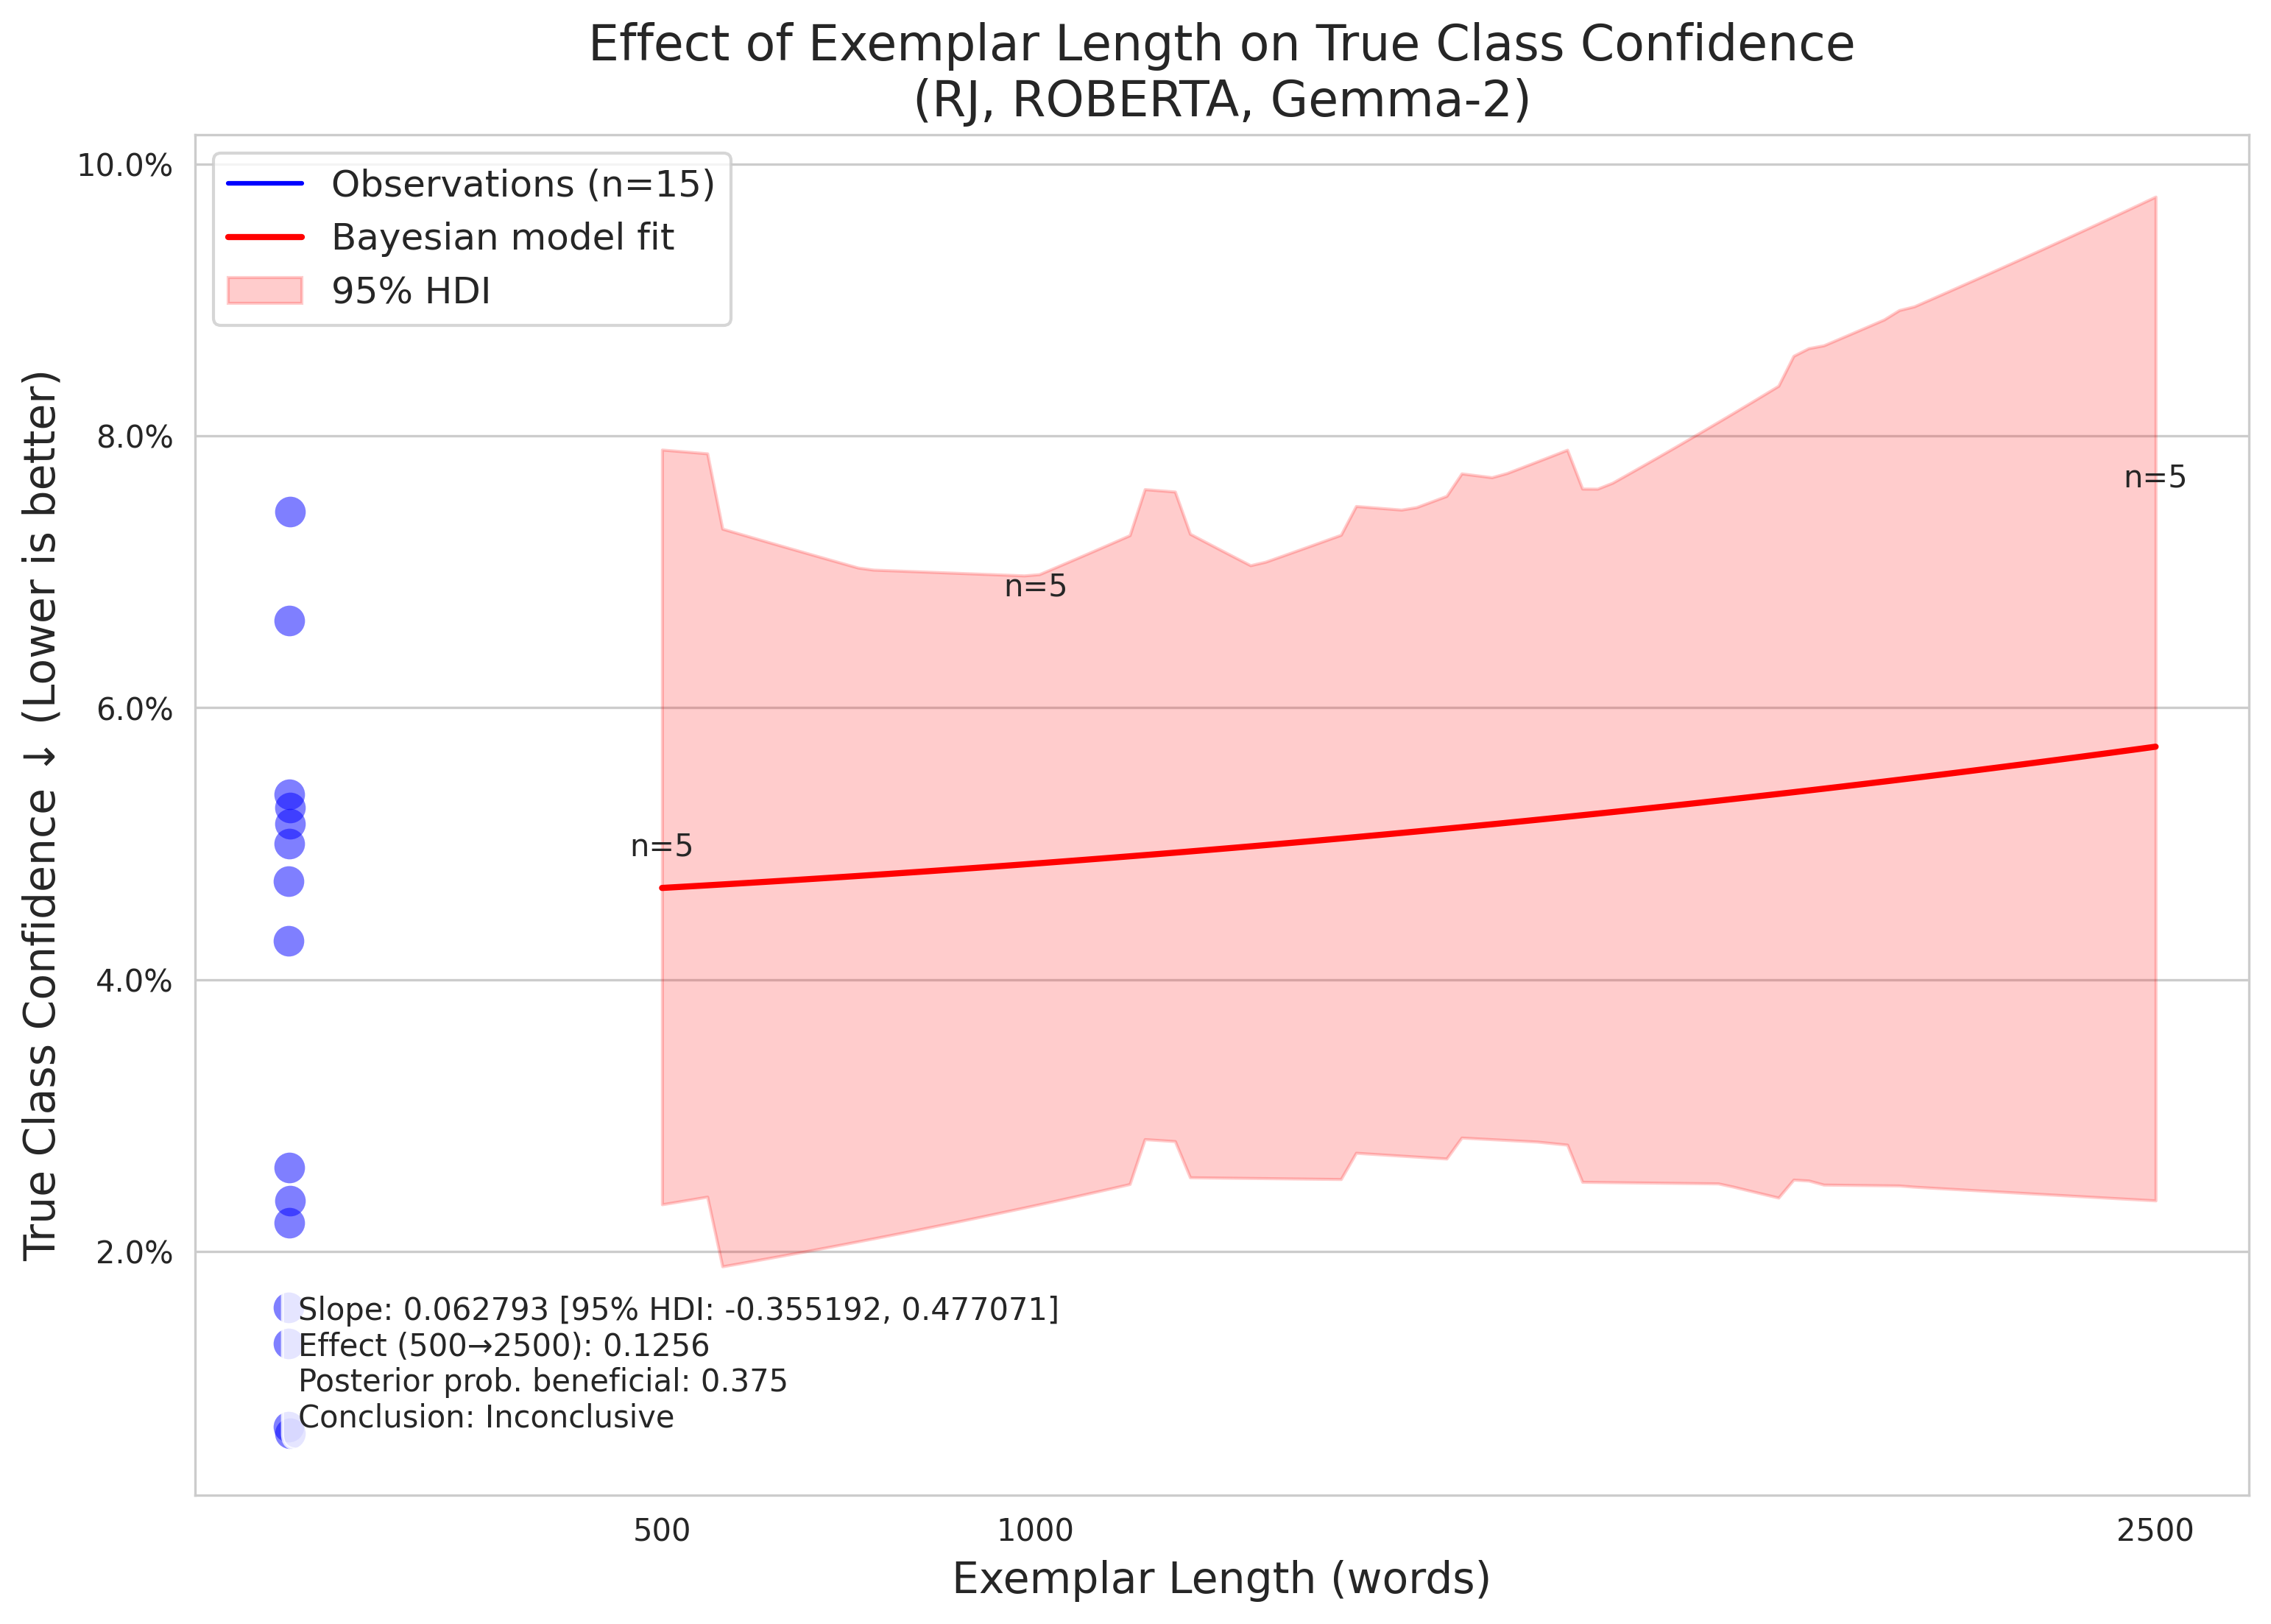 Effect of Exemplar Length on True Class Confidence
(RJ, ROBERTA, Gemma-2)
True Class Confidence ↓ (Lower is better)
10.0%
8.0%
6.0%
4.0%
2.0%
Observations (n=15)
Bayesian model fit
95% HDI
n=5
n=5
n=5
Slope: 0.062793 [95% HDI: -0.355192, 0.477071]
Effect (500→2500): 0.1256
Posterior prob. beneficial: 0.375
Conclusion: Inconclusive
500
1000
2500
Exemplar Length (words)